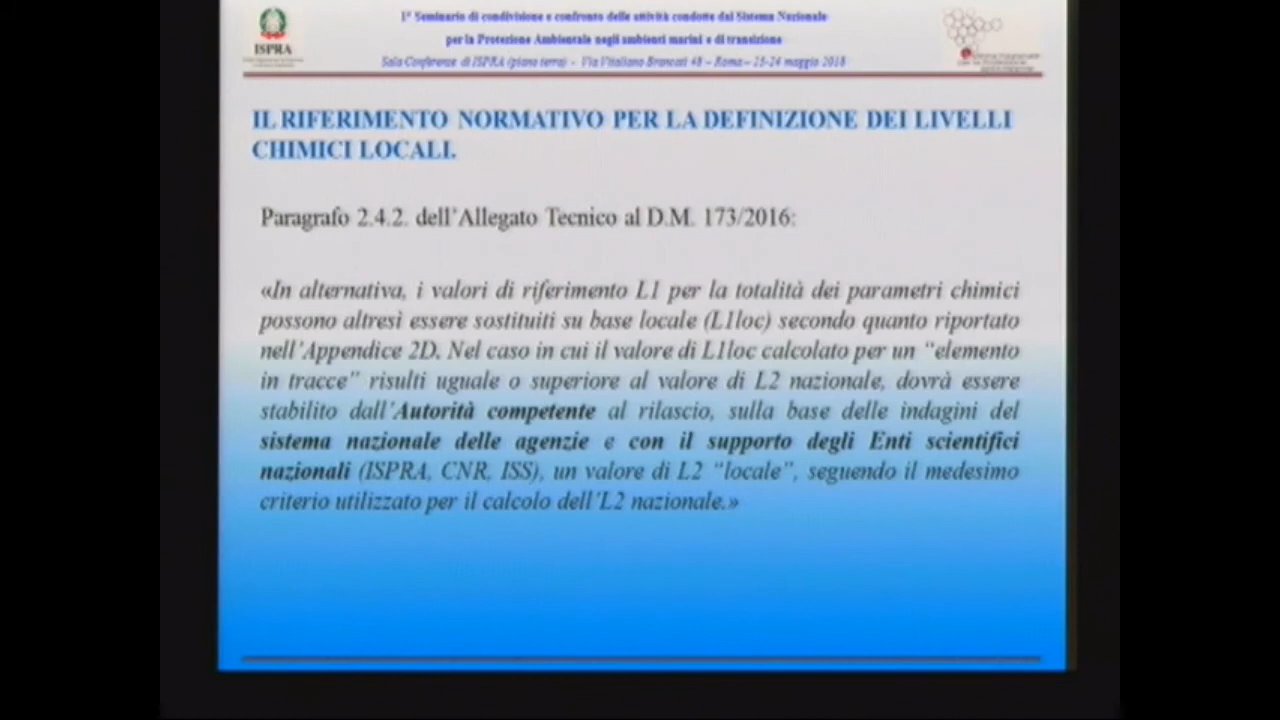 1° Seminario di condivisione e confronto delle attività condotte dal Sistema Nazionale
per la Protezione Ambientale negli ambienti marini e di transizione
Sala Conferenze di ISPRA (piano terra) - Via Vitaliano Brancati 48 – Roma – 23-24 maggio 2018
ISPRA
IL RIFERIMENTO NORMATIVO PER LA DEFINIZIONE DEI LIVELLI
CHIMICI LOCALI.
Paragrafo 2.4.2. dell'Allegato Tecnico al D.M. 173/2016:
«In alternativa, i valori di riferimento L1 per la totalità dei parametri chimici
possono altresì essere sostituiti su base locale (L1loc) secondo quanto riportato
nell'Appendice 2D. Nel caso in cui il valore di L1loc calcolato per un "elemento
in tracce" risulti uguale o superiore al valore di L2 nazionale, dovrà essere
stabilito dall'Autorità competente al rilascio, sulla base delle indagini del
sistema nazionale delle agenzie e con il supporto degli Enti scientifici
nazionali (ISPRA, CNR, ISS), un valore di L2 "locale", seguendo il medesimo
criterio utilizzato per il calcolo dell'L2 nazionale.»